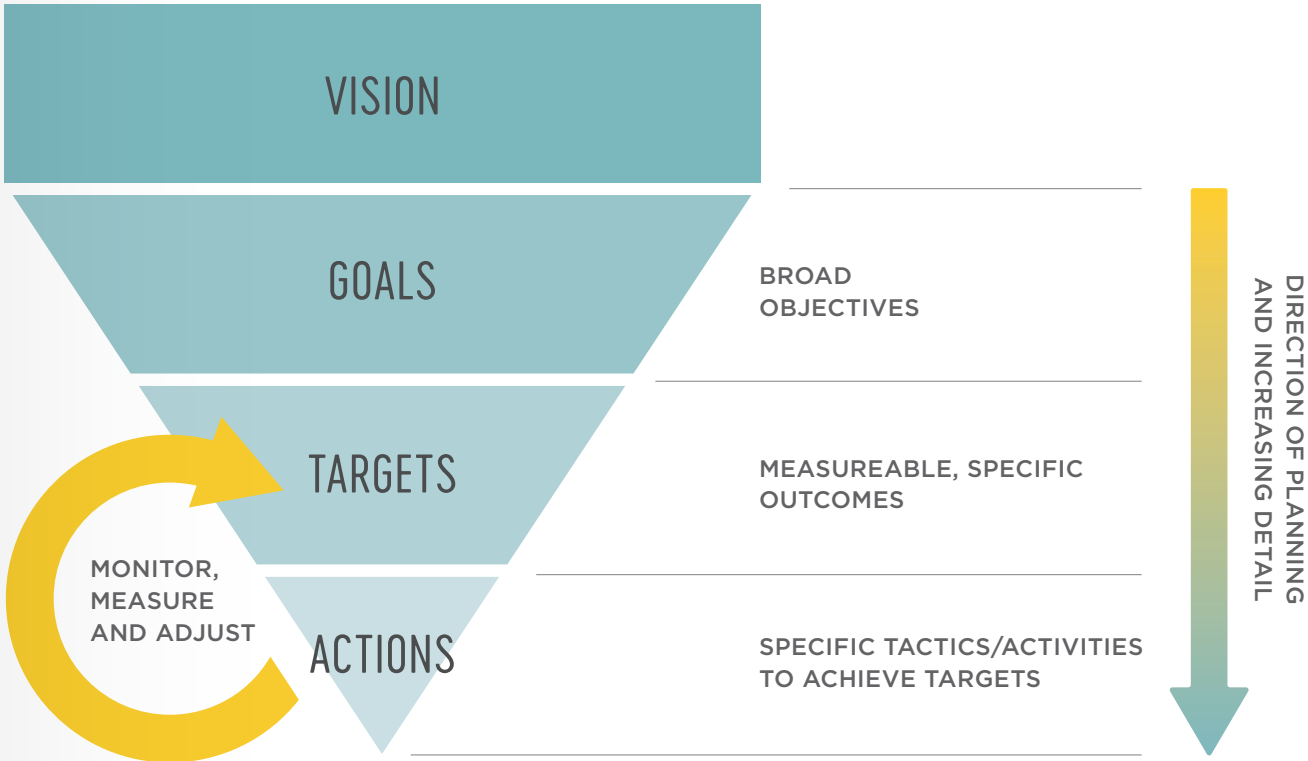 VISION
GOALS
BROAD
OBJECTIVES
TARGETS
MEASUREABLE, SPECIFIC
OUTCOMES
MONITOR,
MEASURE
AND ADJUST
ACTIONS
SPECIFIC TACTICS/ACTIVITIES
TO ACHIEVE TARGETS
DIRECTION OF PLANNING
AND INCREASING DETAIL